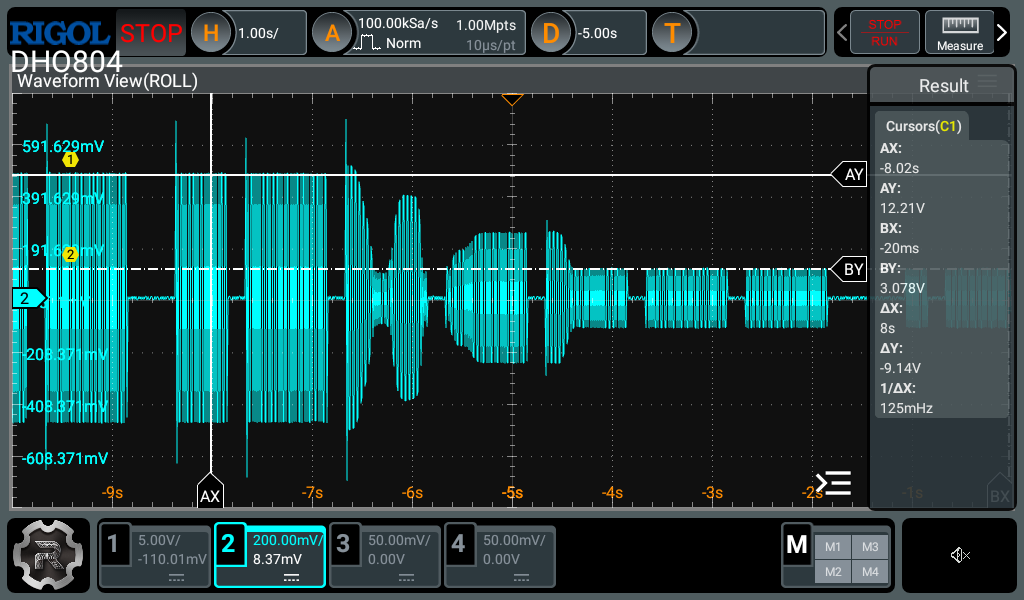 RIGOL STOP H 1.00s/ A 100.00kSa/s 1.00Mpts D -5.00s T STOP
Norm 10μs/pt RUN Measure
DHO804
Waveform View(ROLL) Result
591.629mV Cursors(C1)
1 AX:
AY -8.02s
391.629mV AY:
12.21V
BX:
2 -20ms
BY BY:
2 3.078V
ΔX:
8s
-208.371mV ΔY:
-9.14V
1/ΔX:
-408.371mV 125mHz
-608.371mV
-9s AX -7s -6s -5s -4s -3s -2s -1s BX
1 5.00V/ 2 200.00mV/ 3 50.00mV/ 4 50.00mV/ M M1 M3
-110.01mV 8.37mV 0.00V 0.00V M2 M4
R